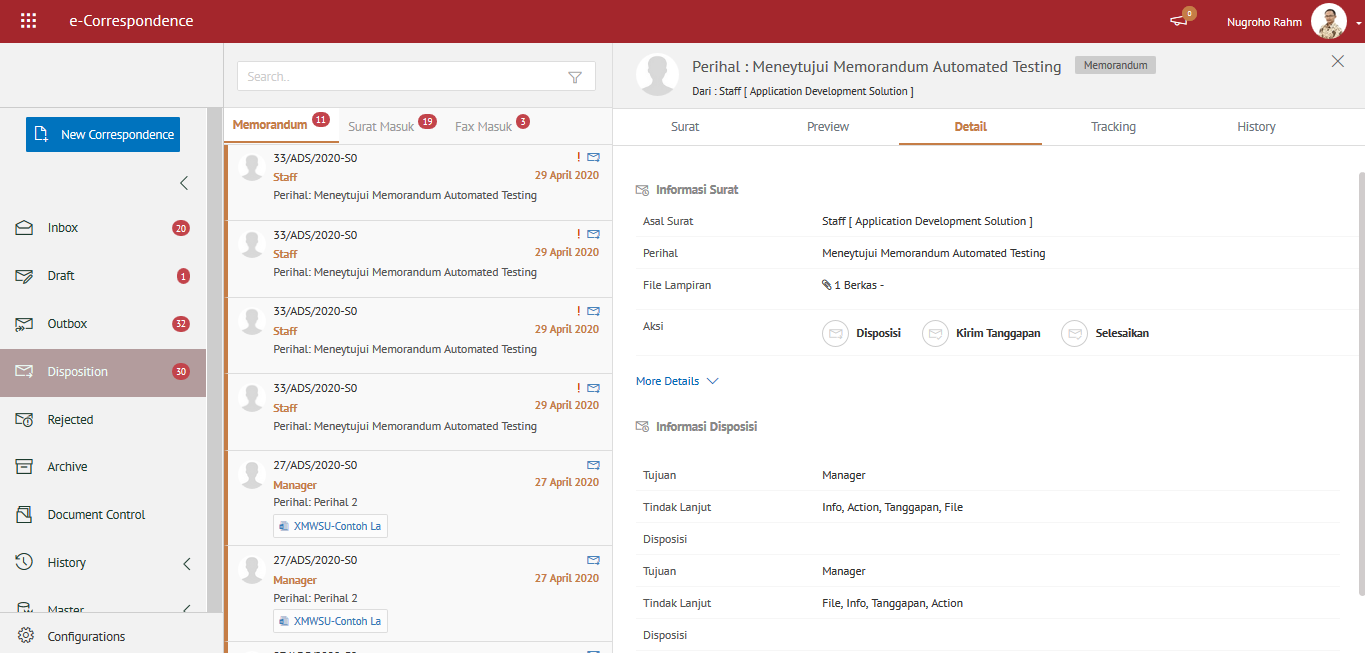 e-Correspondence
0
Nugroho Rahm
New Correspondence
Inbox
20
Draft
1
Outbox
32
Disposition
30
Rejected
Archive
Document Control
History
Master
Configurations
Search..
Memorandum 11
Surat Masuk 19
Fax Masuk 3
33/ADS/2020-S0
Staff
29 April 2020
Perihal: Meneytujui Memorandum Automated Testing
33/ADS/2020-S0
Staff
29 April 2020
Perihal: Meneytujui Memorandum Automated Testing
33/ADS/2020-S0
Staff
29 April 2020
Perihal: Meneytujui Memorandum Automated Testing
33/ADS/2020-S0
Staff
29 April 2020
Perihal: Meneytujui Memorandum Automated Testing
27/ADS/2020-S0
Manager
27 April 2020
Perihal: Perihal 2
XMWSU-Contoh La
27/ADS/2020-S0
Manager
27 April 2020
Perihal: Perihal 2
XMWSU-Contoh La
Perihal : Meneytujui Memorandum Automated Testing
Memorandum
Dari : Staff [ Application Development Solution ]
Surat
Preview
Detail
Tracking
History
Informasi Surat
Asal Surat
Staff [ Application Development Solution ]
Perihal
Meneytujui Memorandum Automated Testing
File Lampiran
1 Berkas -
Aksi
Disposisi
Kirim Tanggapan
Selesaikan
More Details
Informasi Disposisi
Tujuan
Manager
Tindak Lanjut
Info, Action, Tanggapan, File
Disposisi
Tujuan
Manager
Tindak Lanjut
File, Info, Tanggapan, Action
Disposisi